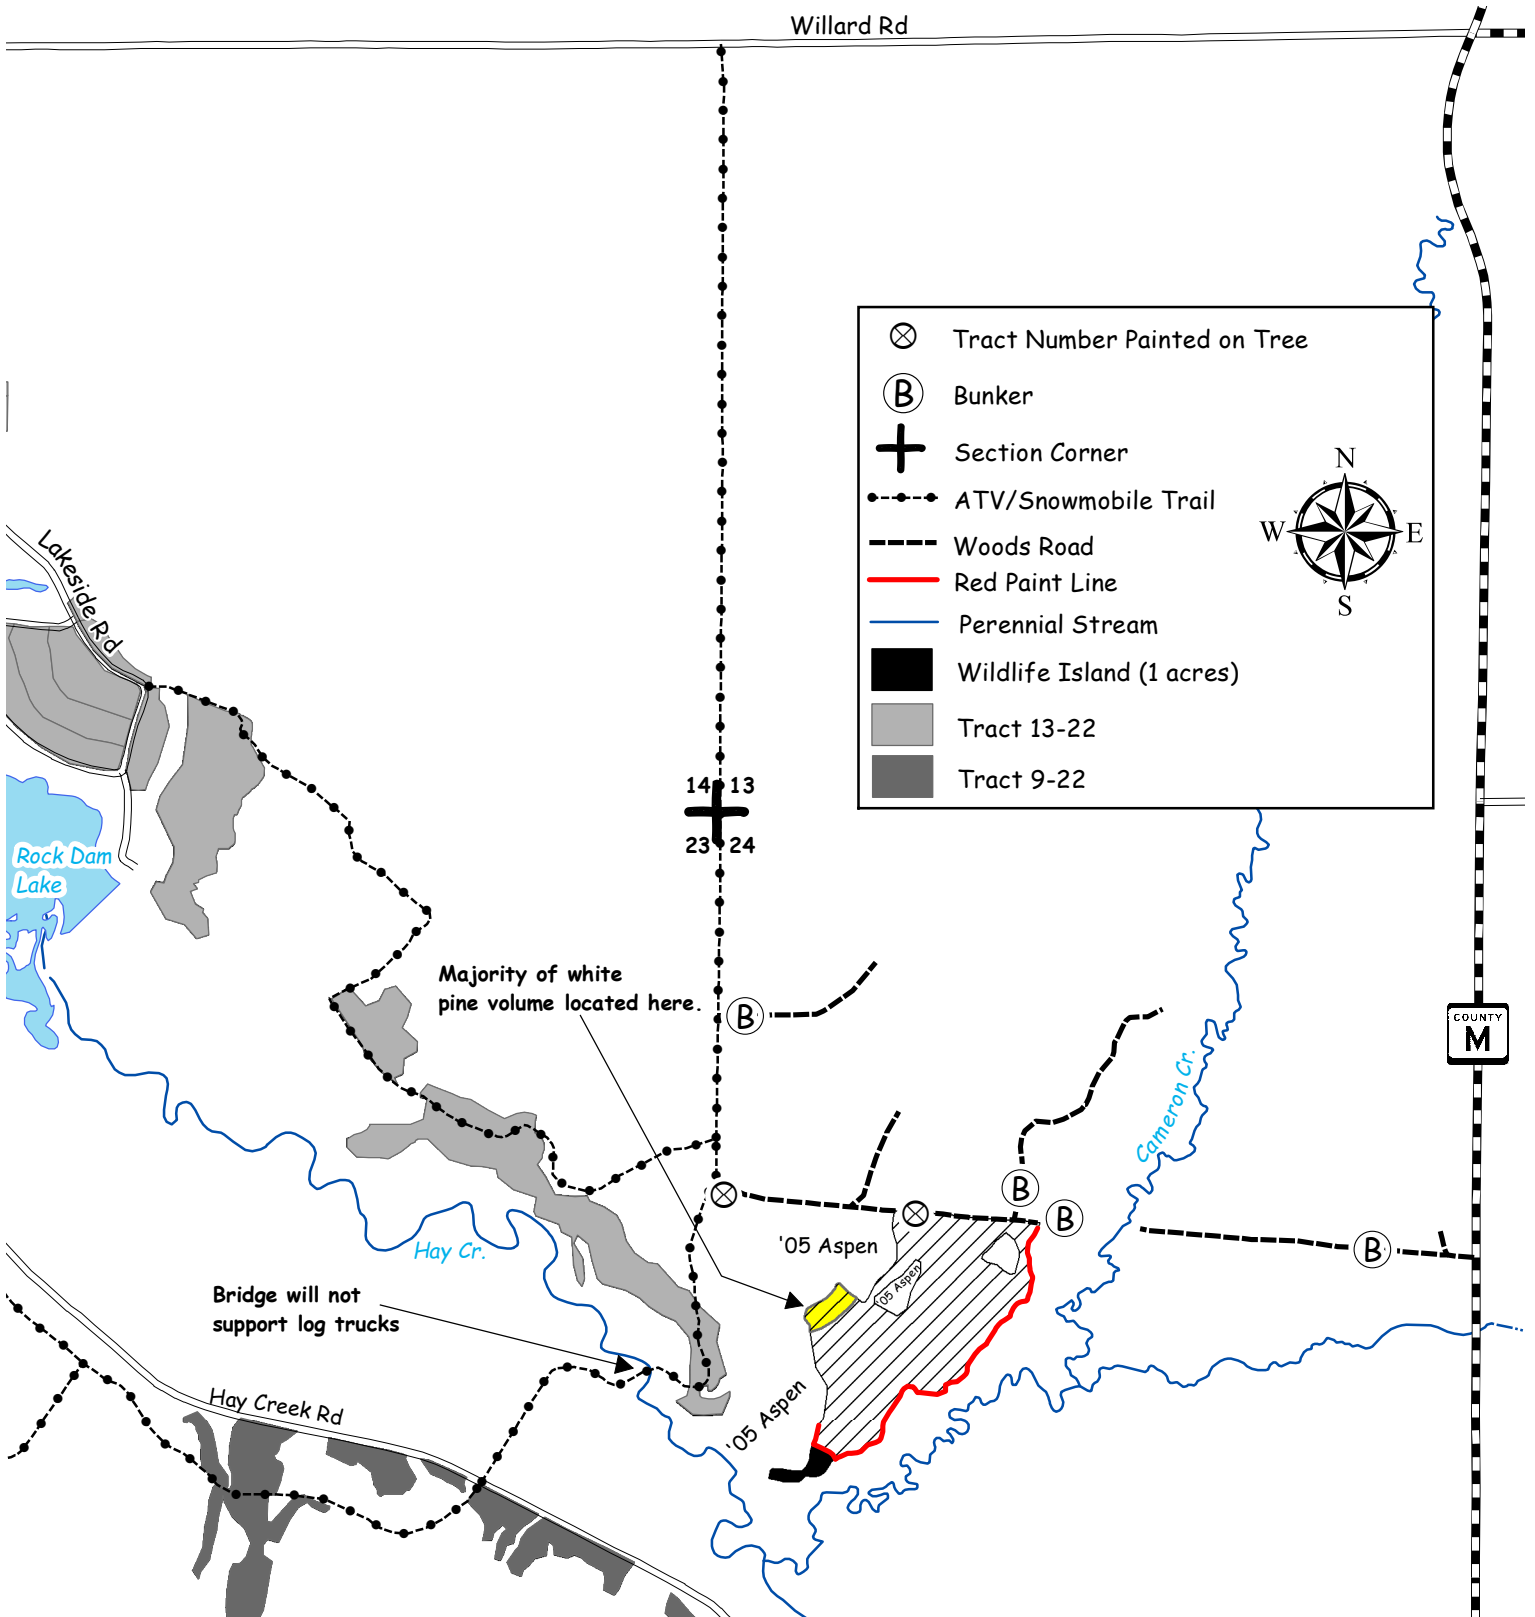 Willard Rd
Tract Number Painted on Tree
B
Bunker
Section Corner
ATV/Snowmobile Trail
Woods Road
Red Paint Line
Perennial Stream
Wildlife Island (1 acres)
Tract 13-22
Tract 9-22
N
W
E
S
Lakeside Rd
14
13
23
24
Rock Dam
Lake
Majority of white
pine volume located here.
B
COUNTY
M
Cameron Cr.
B
B
B
Hay Cr.
'05 Aspen
'05 Aspen
Bridge will not
support log trucks
Hay Creek Rd
'05 Aspen